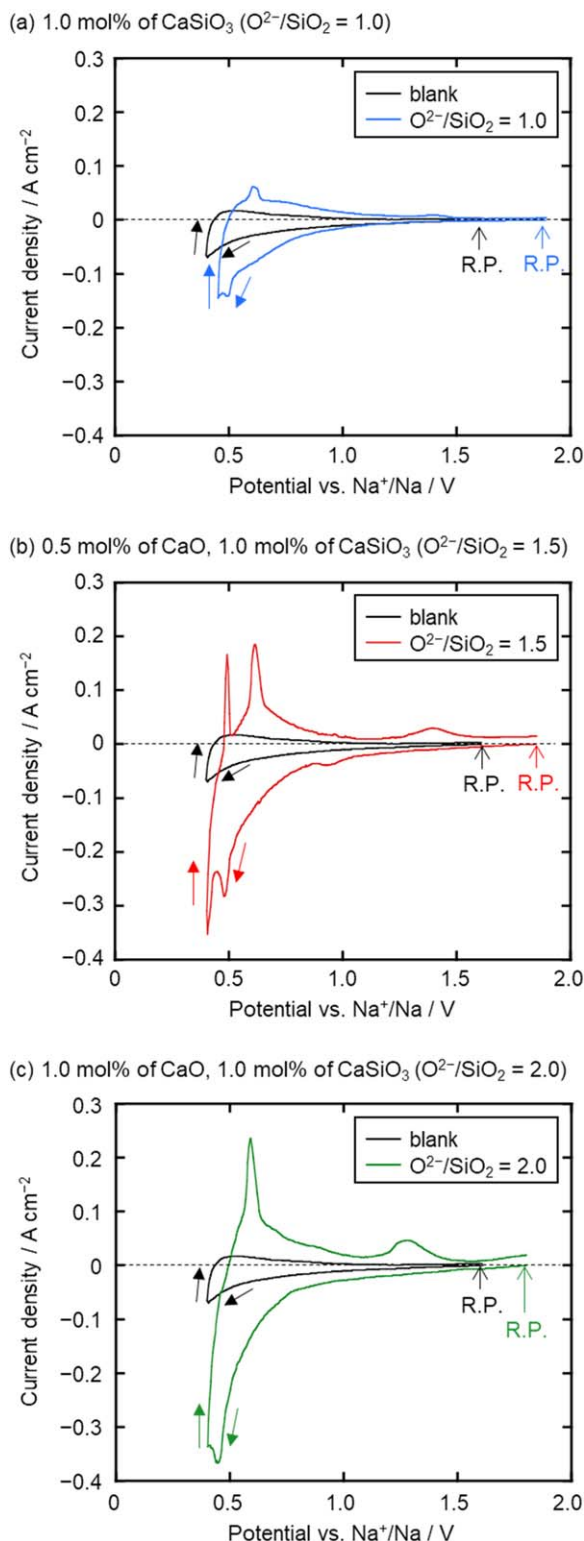 (a) 1.0 mol% of CaSiO₃ (O²⁻/SiO₂ = 1.0)
0.3
0.2
0.1
0
−0.1
−0.2
−0.3
−0.4
Current density / A cm⁻²
blank
O²⁻/SiO₂ = 1.0
R.P.
R.P.
0
0.5
1.0
1.5
2.0
Potential vs. Na⁺/Na / V
(b) 0.5 mol% of CaO, 1.0 mol% of CaSiO₃ (O²⁻/SiO₂ = 1.5)
0.3
0.2
0.1
0
−0.1
−0.2
−0.3
−0.4
Current density / A cm⁻²
blank
O²⁻/SiO₂ = 1.5
R.P.
R.P.
0
0.5
1.0
1.5
2.0
Potential vs. Na⁺/Na / V
(c) 1.0 mol% of CaO, 1.0 mol% of CaSiO₃ (O²⁻/SiO₂ = 2.0)
0.3
0.2
0.1
0
−0.1
−0.2
−0.3
−0.4
Current density / A cm⁻²
blank
O²⁻/SiO₂ = 2.0
R.P.
R.P.
0
0.5
1.0
1.5
2.0
Potential vs. Na⁺/Na / V